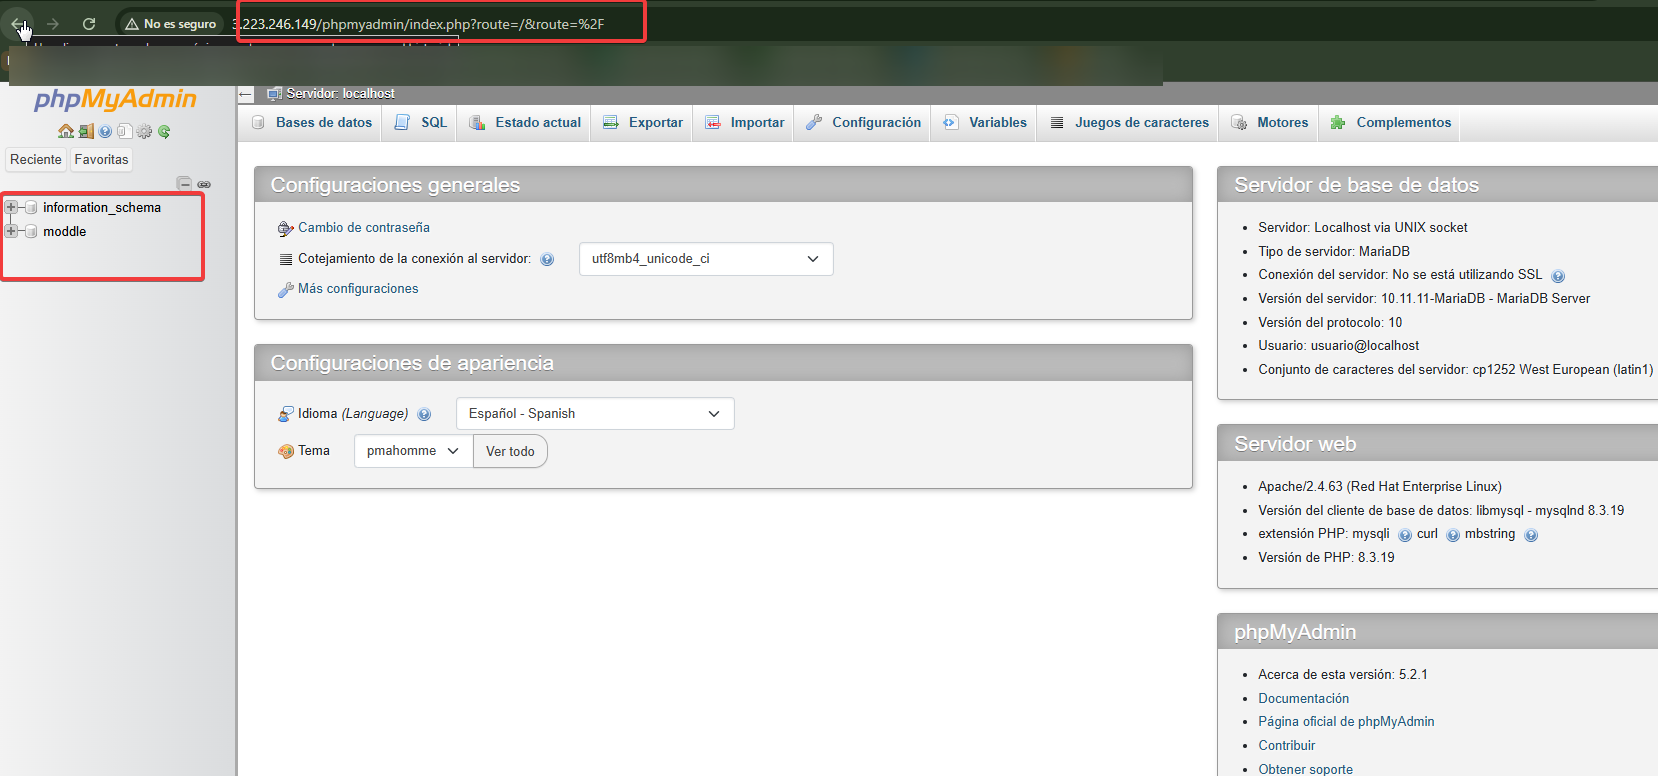 No es seguro 3.223.246.149/phpmyadmin/index.php?route=/&route=%2F
phpMyAdmin
Reciente Favoritas
information_schema
moddle
Servidor: localhost
Bases de datos SQL Estado actual Exportar Importar Configuración Variables Juegos de caracteres Motores Complementos
Configuraciones generales
Cambio de contraseña
Cotejamiento de la conexión al servidor: utf8mb4_unicode_ci
Más configuraciones
Configuraciones de apariencia
Idioma (Language) Español - Spanish
Tema pmahomme Ver todo
Servidor de base de datos
Servidor: Localhost via UNIX socket
Tipo de servidor: MariaDB
Conexión del servidor: No se está utilizando SSL
Versión del servidor: 10.11.11-MariaDB - MariaDB Server
Versión del protocolo: 10
Usuario: usuario@localhost
Conjunto de caracteres del servidor: cp1252 West European (latin1)
Servidor web
Apache/2.4.63 (Red Hat Enterprise Linux)
Versión del cliente de base de datos: libmysql - mysqlnd 8.3.19
extensión PHP: mysqli curl mbstring
Versión de PHP: 8.3.19
phpMyAdmin
Acerca de esta versión: 5.2.1
Documentación
Página oficial de phpMyAdmin
Contribuir
Obtener soporte